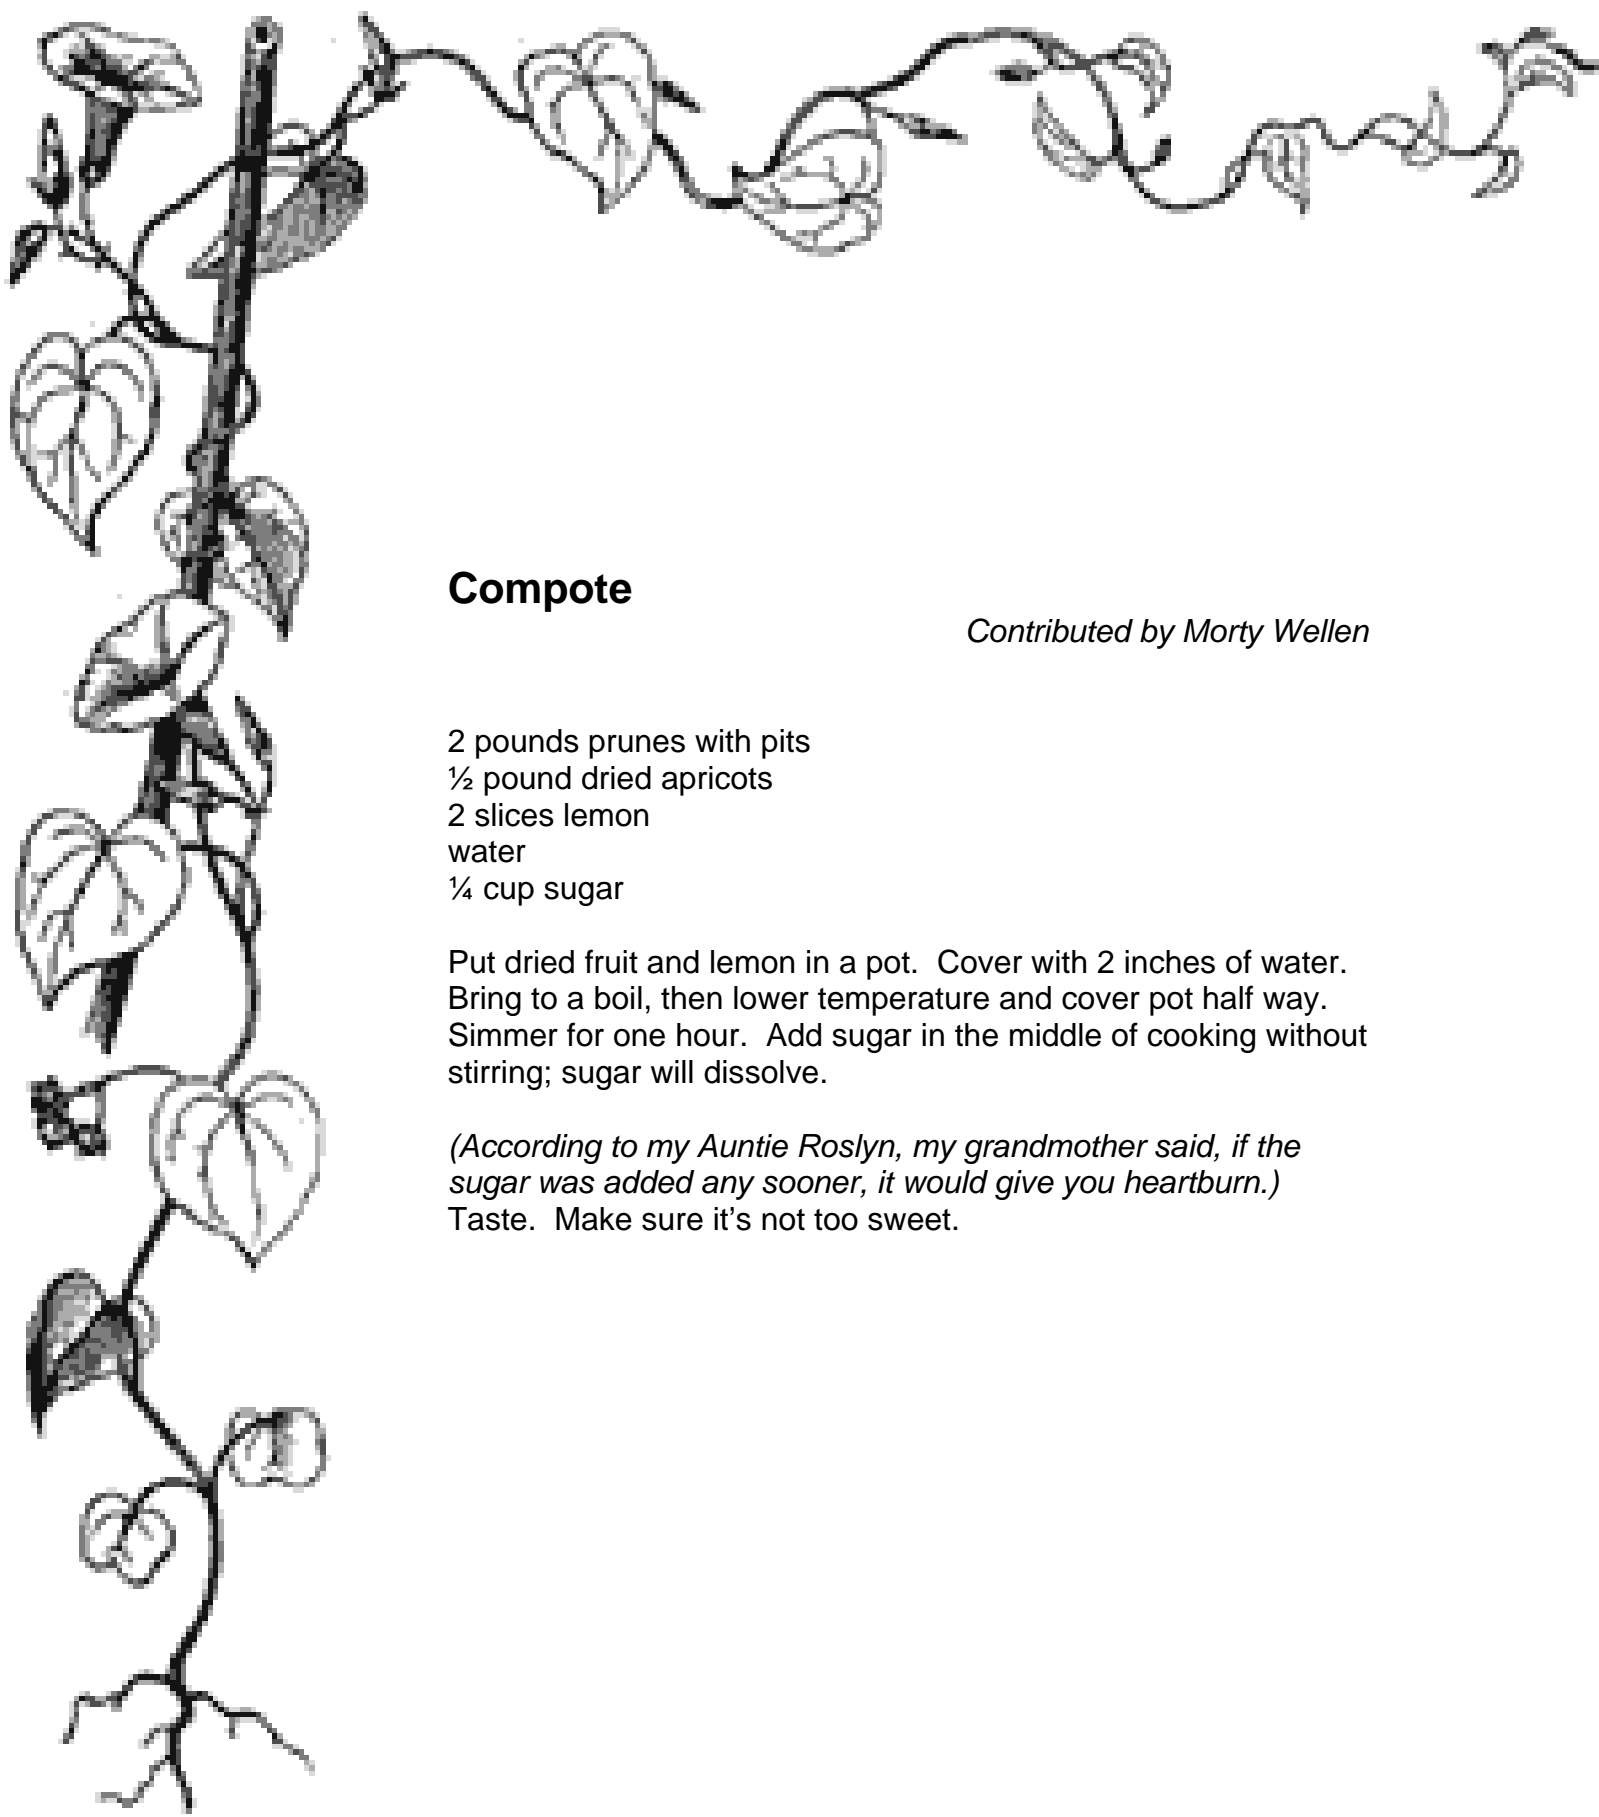 Compote
Contributed by Morty Wellen
2 pounds prunes with pits
½ pound dried apricots
2 slices lemon
water
¼ cup sugar
Put dried fruit and lemon in a pot.  Cover with 2 inches of water.
Bring to a boil, then lower temperature and cover pot half way.
Simmer for one hour.  Add sugar in the middle of cooking without
stirring; sugar will dissolve.
(According to my Auntie Roslyn, my grandmother said, if the
sugar was added any sooner, it would give you heartburn.)
Taste.  Make sure it’s not too sweet.